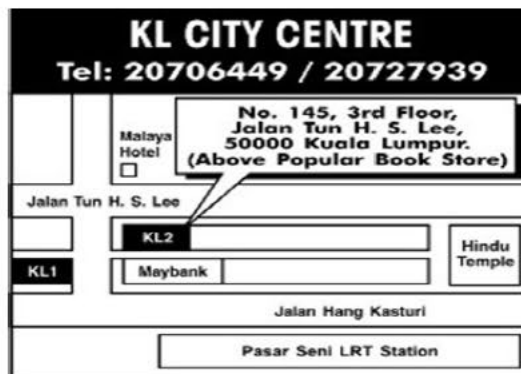 KL CITY CENTRE
Tel: 20706449 / 20727939
No. 145, 3rd Floor,
Jalan Tun H. S. Lee,
50000 Kuala Lumpur.
(Above Popular Book Store)
Malaya
Hotel
Jalan Tun H. S. Lee
KL2
Hindu
Temple
KL1
Maybank
Jalan Hang Kasturi
Pasar Seni LRT Station